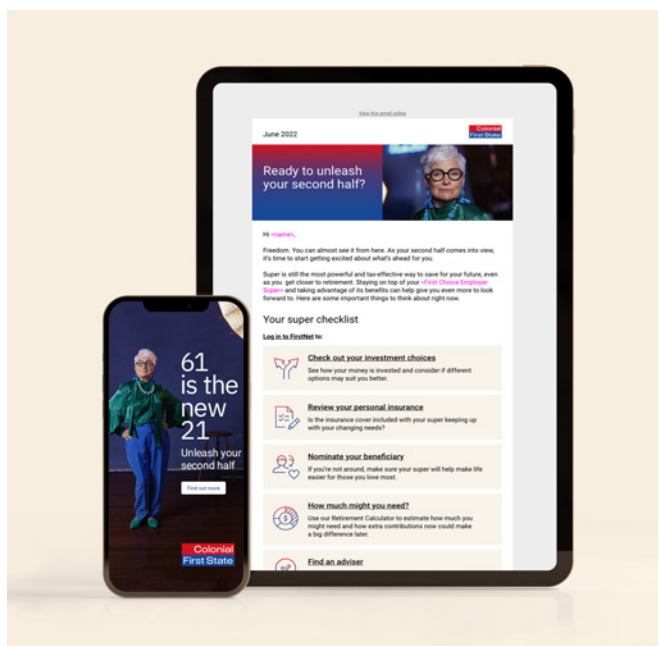 View this email online
June 2022
Colonial
First State
Ready to unleash
your second half?
Hi <name>,
Freedom. You can almost see it from here. As your second half comes into view,
it's time to start getting excited about what's ahead for you.
Super is still the most powerful and tax-effective way to save for your future, even
as you get closer to retirement. Staying on top of your <First Choice Employer
Super> and taking advantage of its benefits can help give you even more to look
forward to. Here are some important things to think about right now.
Your super checklist
Log in to FirstNet to:
Check out your investment choices
See how your money is invested and consider if different
options may suit you better.
Review your personal insurance
Is the insurance cover included with your super keeping up
with your changing needs?
Nominate your beneficiary
If you're not around, make sure your super will help make life
easier for those you love most.
How much might you need?
Use our Retirement Calculator to estimate how much you
might need and how extra contributions now could make
a big difference later.
Find an adviser
61
is the
new
21
Unleash your
second half
Find out more
Colonial
First State